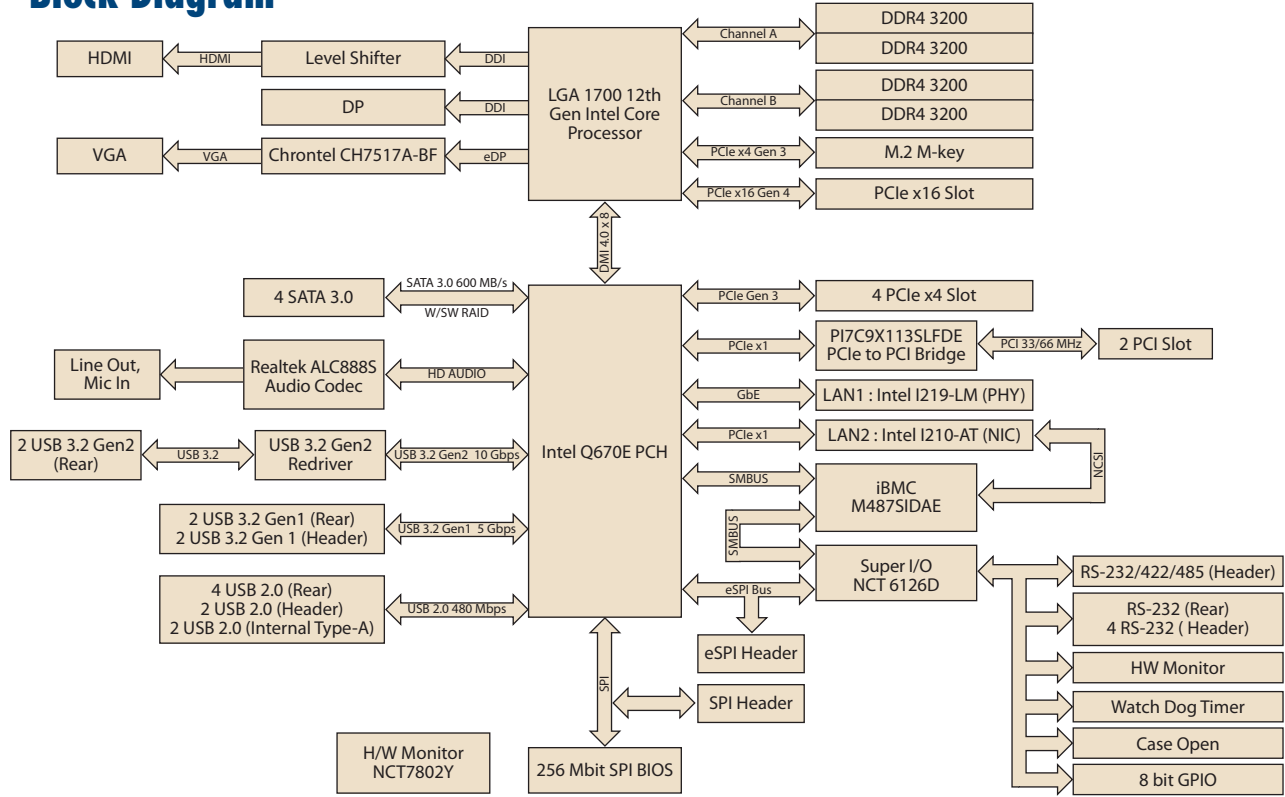 Block Diagram
HDMI
HDMI
Level Shifter
DDI
DP
DDI
VGA
VGA
Chrontel CH7517A-BF
eDP
LGA 1700 12th
Gen Intel Core
Processor
Channel A
DDR4 3200
DDR4 3200
Channel B
DDR4 3200
DDR4 3200
PCIe x4 Gen 3
M.2 M-key
PCIe x16 Gen 4
PCIe x16 Slot
DMI 4.0 x 8
4 SATA 3.0
SATA 3.0 600 MB/s
W/SW RAID
Line Out,
Mic In
Realtek ALC888S
Audio Codec
HD AUDIO
2 USB 3.2 Gen2
(Rear)
USB 3.2
USB 3.2 Gen2
Redriver
USB 3.2 Gen2 10 Gbps
2 USB 3.2 Gen1 (Rear)
2 USB 3.2 Gen 1 (Header)
USB 3.2 Gen1 5 Gbps
4 USB 2.0 (Rear)
2 USB 2.0 (Header)
2 USB 2.0 (Internal Type-A)
USB 2.0 480 Mbps
Intel Q670E PCH
PCIe Gen 3
4 PCIe x4 Slot
PCIe x1
PI7C9X113SLFDE
PCIe to PCI Bridge
PCI 33/66 MHz
2 PCI Slot
GbE
LAN1 : Intel I219-LM (PHY)
PCIe x1
LAN2 : Intel I210-AT (NIC)
NCSI
SMBUS
iBMC
M487SIDAE
SMBUS
Super I/O
NCT 6126D
eSPI Bus
eSPI Header
SPI
SPI Header
256 Mbit SPI BIOS
H/W Monitor
NCT7802Y
RS-232/422/485 (Header)
RS-232 (Rear)
4 RS-232 ( Header)
HW Monitor
Watch Dog Timer
Case Open
8 bit GPIO